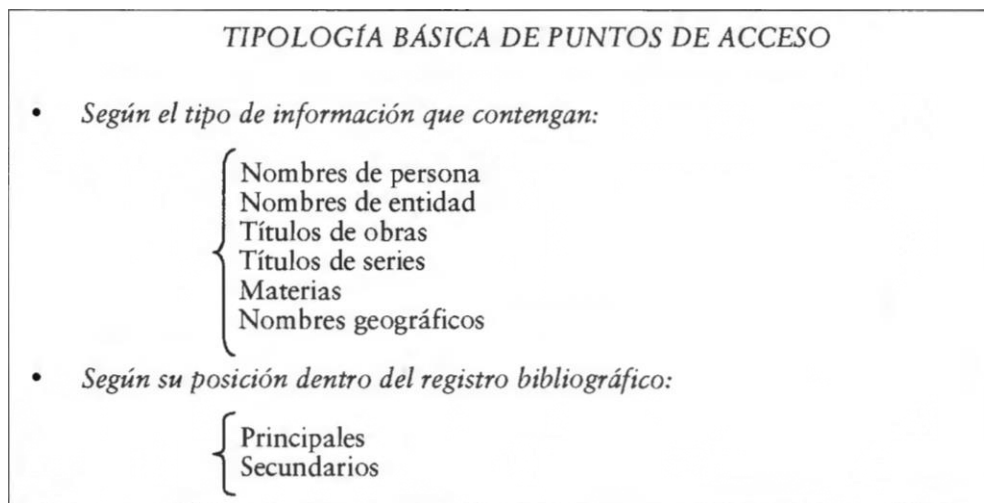 TIPOLOGÍA BÁSICA DE PUNTOS DE ACCESO
• Según el tipo de información que contengan:
Nombres de persona
Nombres de entidad
Títulos de obras
Títulos de series
Materias
Nombres geográficos
• Según su posición dentro del registro bibliográfico:
Principales
Secundarios